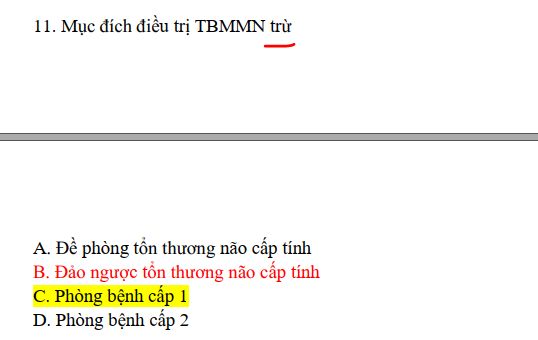 11. Mục đích điều trị TBMMN trừ
A. Đề phòng tổn thương não cấp tính
B. Đảo ngược tổn thương não cấp tính
C. Phòng bệnh cấp 1
D. Phòng bệnh cấp 2